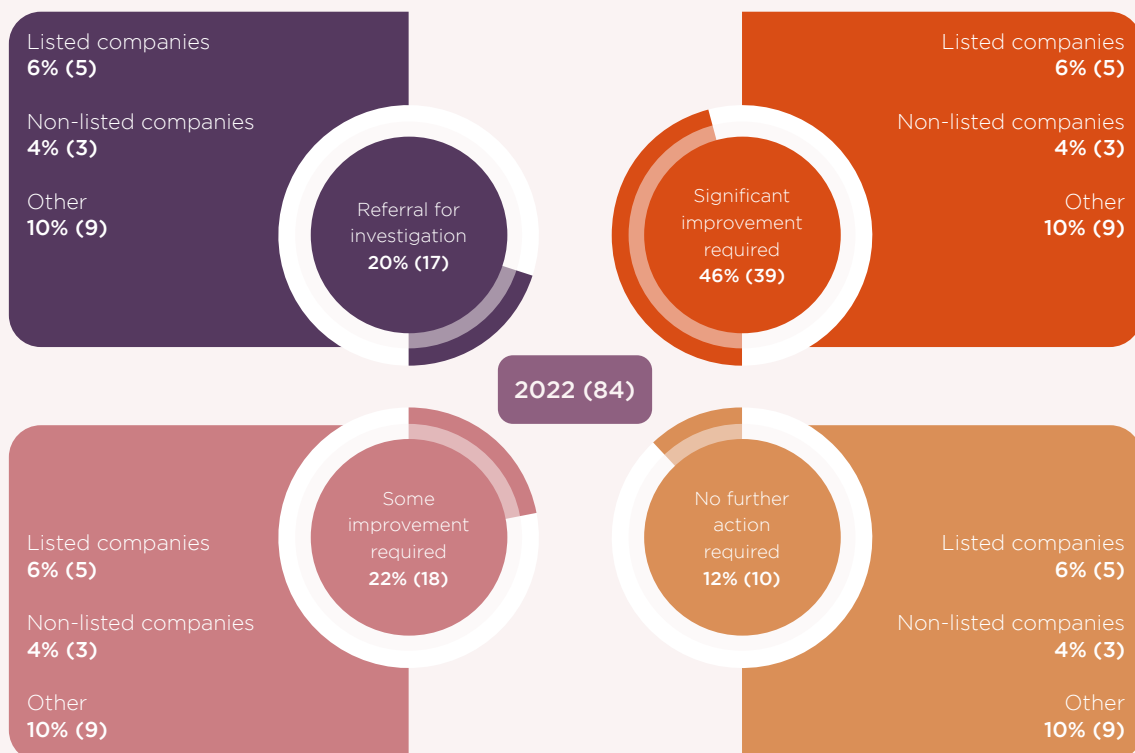 Listed companies
6% (5)
Non-listed companies
4% (3)
Other
10% (9)
Referral for
investigation
20% (17)
Significant
improvement
required
46% (39)
Listed companies
6% (5)
Non-listed companies
4% (3)
Other
10% (9)
2022 (84)
Listed companies
6% (5)
Non-listed companies
4% (3)
Other
10% (9)
Some
improvement
required
22% (18)
No further
action
required
12% (10)
Listed companies
6% (5)
Non-listed companies
4% (3)
Other
10% (9)